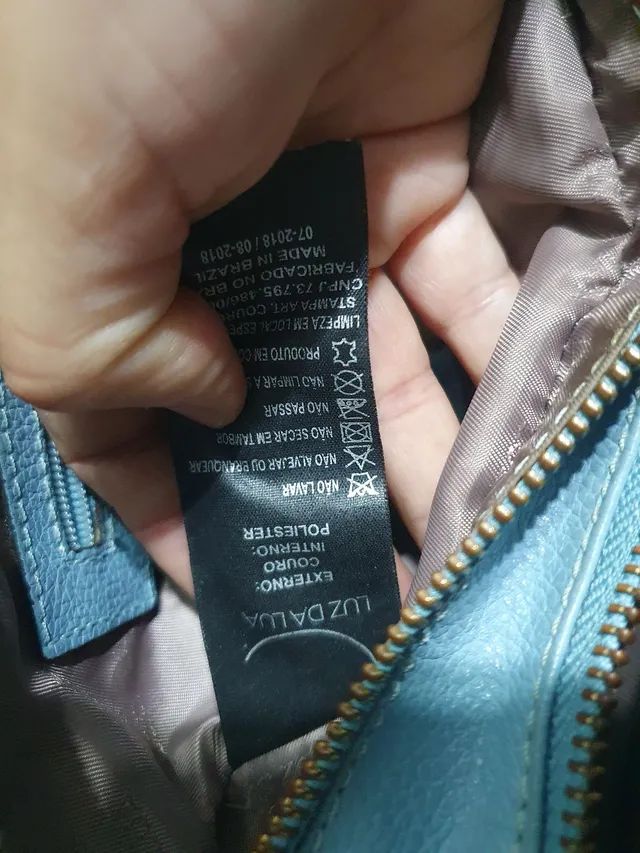 LUZ DA LUA
EXTERNO:
COURO
INTERNO:
POLIESTER
NÃO LAVAR
NÃO ALVEJAR OU BRANQUEAR
NÃO SECAR EM TAMBOR
NÃO PASSAR
NÃO LIMPAR A S
PRODUTO EM CO
LIMPEZA EM LOCAL ESPE
STAMPA ART. COUR
CNPJ 73.795.486/00
FABRICADO NO BR
MADE IN BRAZIL
07-2018 / 08-2018